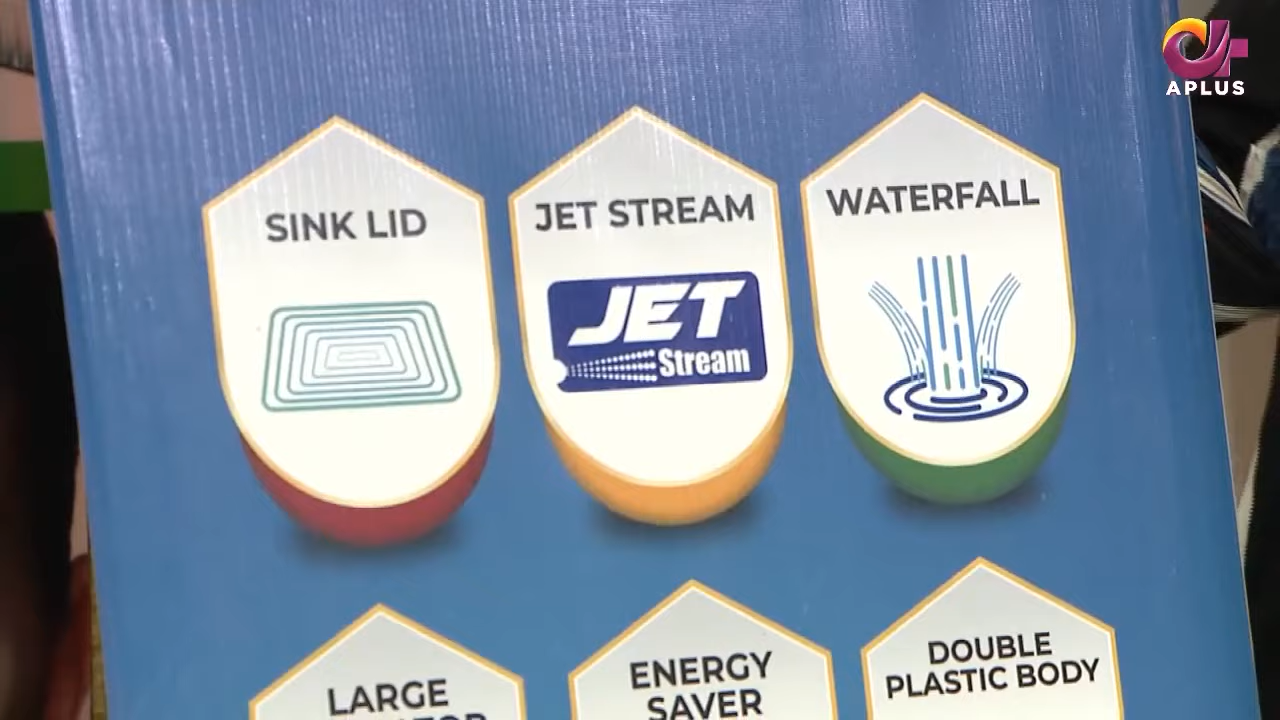 APLUS
SINK LID
JET STREAM
WATERFALL
JET
Stream
LARGE
ENERGY
SAVER
DOUBLE
PLASTIC BODY